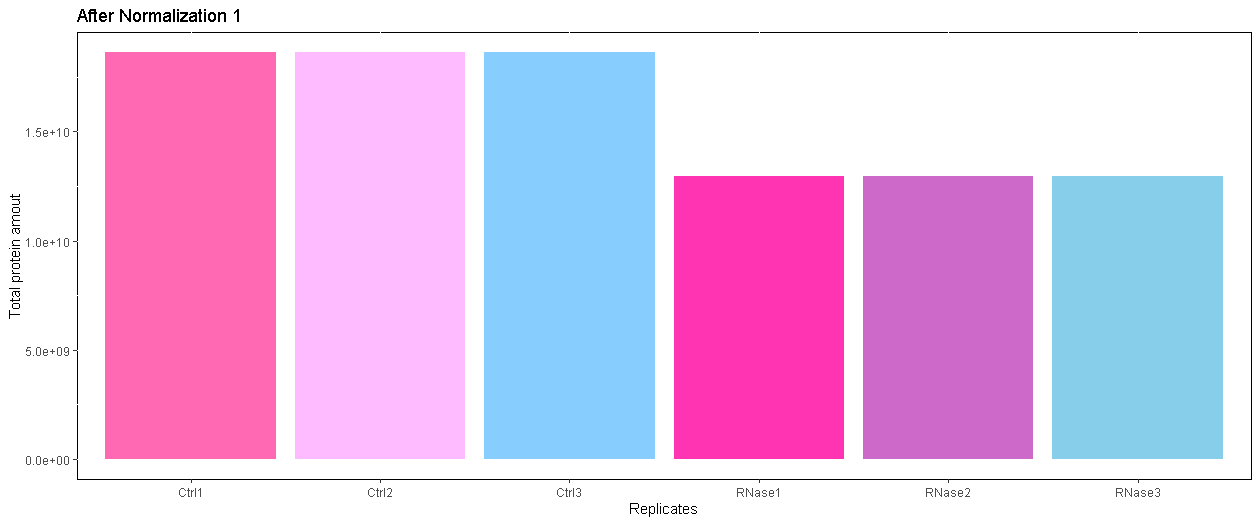 After Normalization 1
Total protein amout
1.5e+10
1.0e+10
5.0e+09
0.0e+00
Ctrl1 Ctrl2 Ctrl3 RNase1 RNase2 RNase3
Replicates